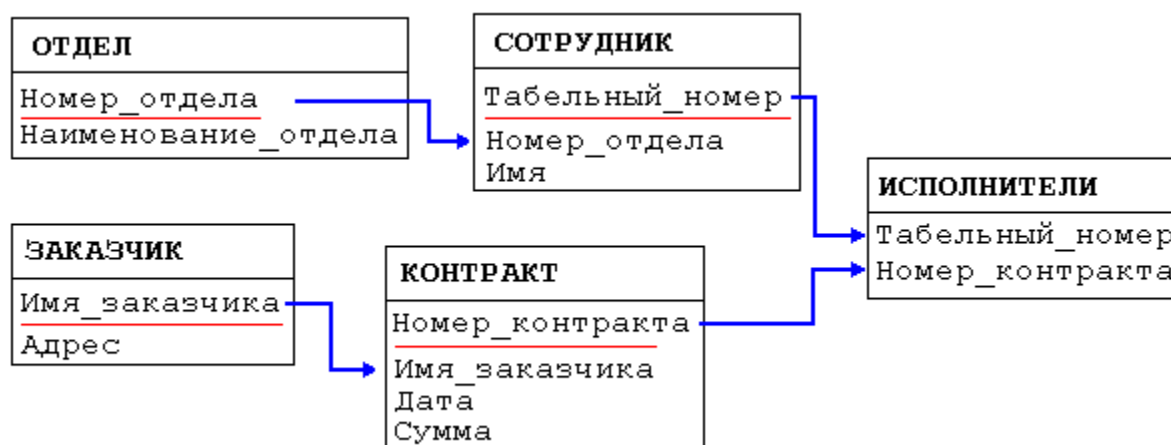 ОТДЕЛ
Номер_отдела
Наименование_отдела
СОТРУДНИК
Табельный_номер
Номер_отдела
Имя
ИСПОЛНИТЕЛИ
Табельный_номер
Номер_контракта
ЗАКАЗЧИК
Имя_заказчика
Адрес
КОНТРАКТ
Номер_контракта
Имя_заказчика
Дата
Сумма